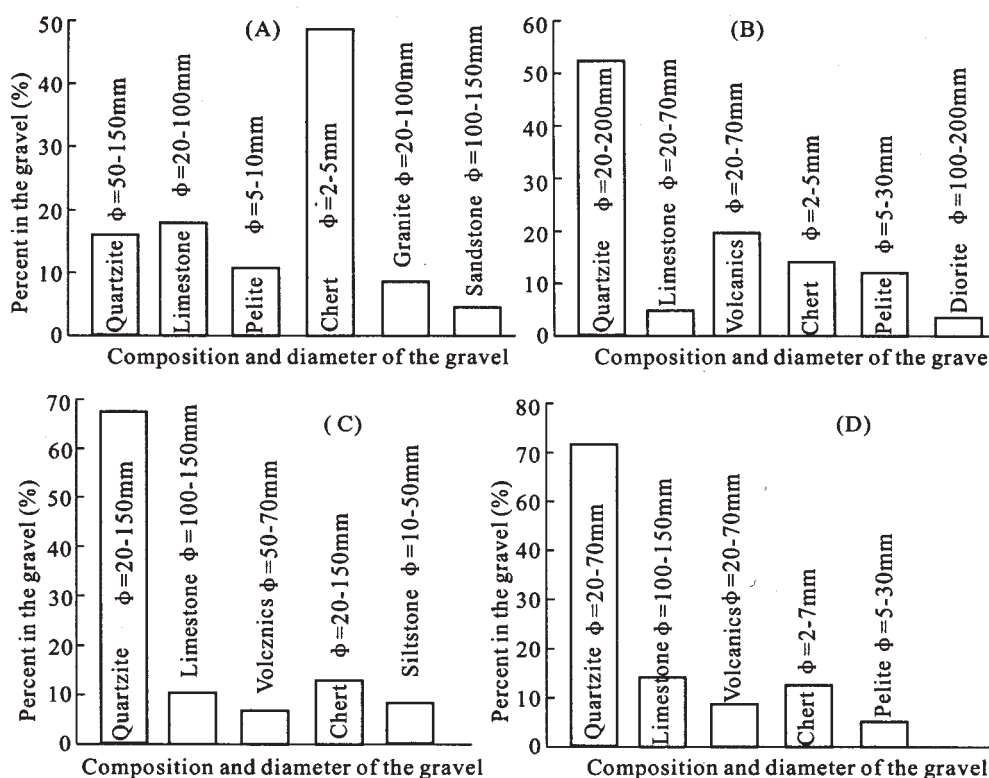 (A)
Percent in the gravel (%)
50
40
30
20
10
0
Quartzite ϕ=50-150mm
Limestone ϕ=20-100mm
Pelite ϕ=5-10mm
Chert ϕ=2-5mm
Granite ϕ=20-100mm
Sandstone ϕ=100-150mm
Composition and diameter of the gravel
(B)
60
50
40
30
20
10
0
Quartzite ϕ=20-200mm
Limestone ϕ=20-70mm
Volcanics ϕ=20-70mm
Chert ϕ=2-5mm
Pelite ϕ=5-30mm
Diorite ϕ=100-200mm
Composition and diameter of the grave
(C)
Percent in the gravel (%)
70
60
50
40
30
20
10
0
Quartzite ϕ=20-150mm
Limestone ϕ=100-150mm
Volcznics ϕ=50-70mm
Chert ϕ=20-150mm
Siltstone ϕ=10-50mm
Composition and diameter of the gravel
(D)
Percent in the gravel (%)
70
80
60
40
30
20
10
0
Quartzite ϕ=20-70mm
Limestone ϕ=100-150mm
Volcanics ϕ=20-70mm
Chert ϕ=2-7mm
Pelite ϕ=5-30mm
Composition and diameter of the gravel